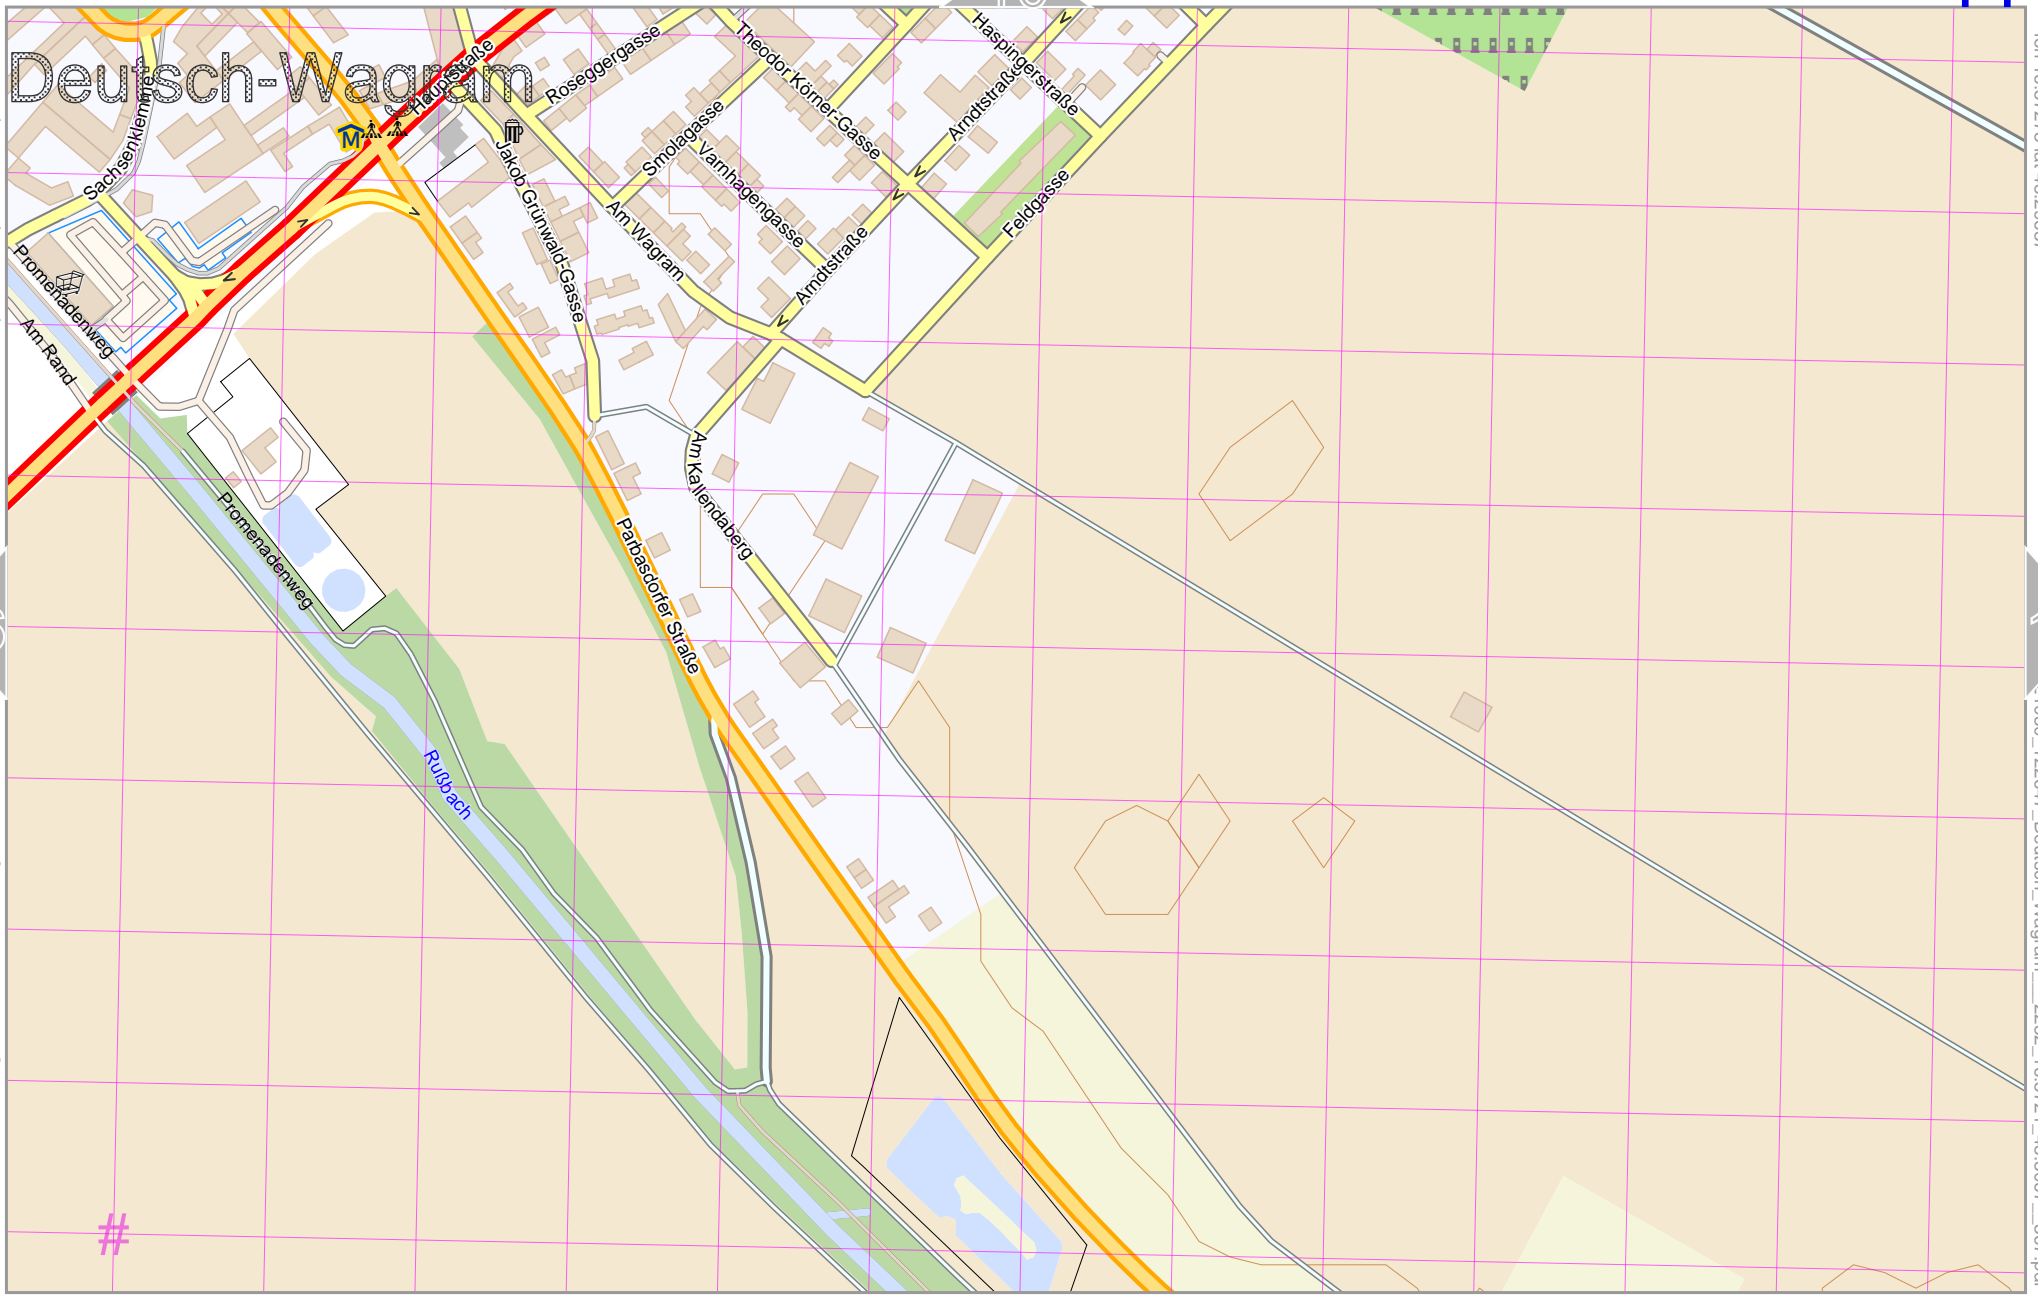 Deutsch-Wagram
Hauptstraße
Roseggergasse
Theodor Körner-Gasse
Haspingerstraße
Arndtstraße
Smolagasse
Varnhagengasse
Feldgasse
Sachsenklemme
Jakob Grünwald-Gasse
Am Wagram
Arndtstraße
Promenadenweg
Am Rand
Am Kallendaberg
Promenadenweg
Parbasdorfer Straße
Rußbach
M
#